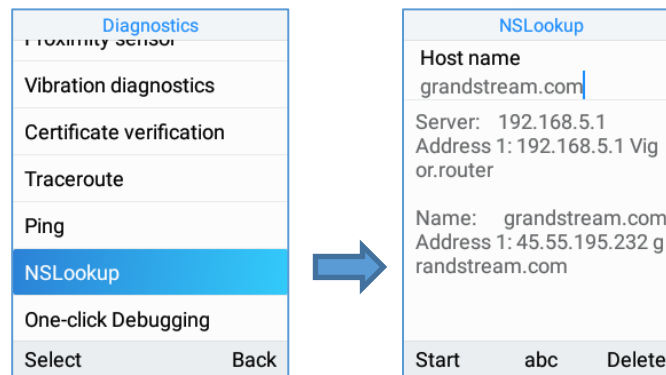 Diagnostics
Proximity sensor
Vibration diagnostics
Certificate verification
Traceroute
Ping
NSLookup
One-click Debugging
Select Back
NSLookup
Host name
grandstream.com
Server: 192.168.5.1
Address 1: 192.168.5.1 Vig
or.router
Name: grandstream.com
Address 1: 45.55.195.232 g
randstream.com
Start abc Delete